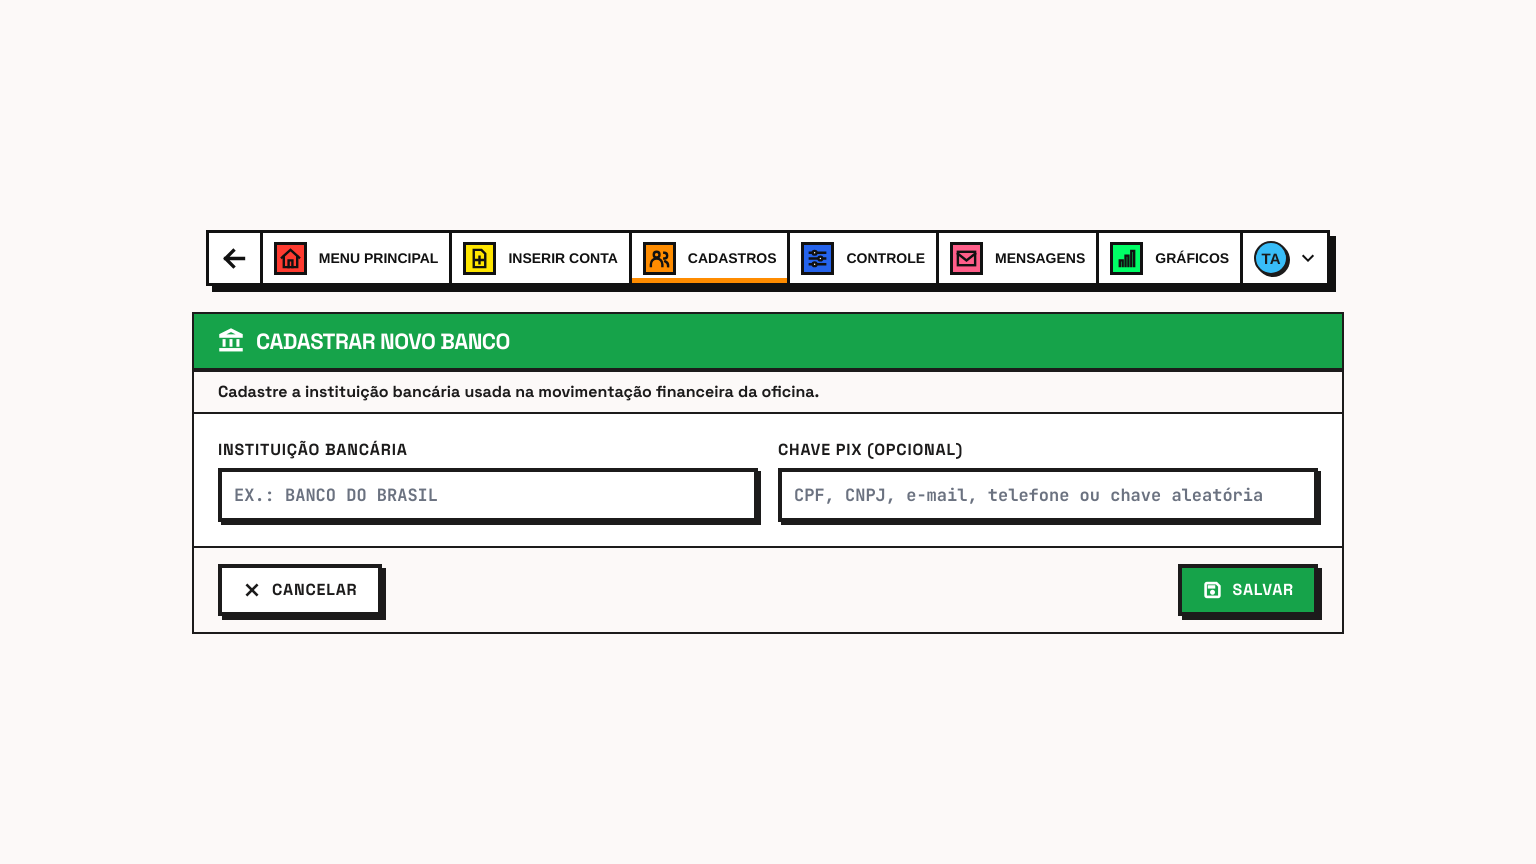 MENU PRINCIPAL
INSERIR CONTA
CADASTROS
CONTROLE
MENSAGENS
GRÁFICOS
TA
CADASTRAR NOVO BANCO
Cadastre a instituição bancária usada na movimentação financeira da oficina.
INSTITUIÇÃO BANCÁRIA
CHAVE PIX (OPCIONAL)
EX.: BANCO DO BRASIL
CPF, CNPJ, e-mail, telefone ou chave aleatória
CANCELAR
SALVAR